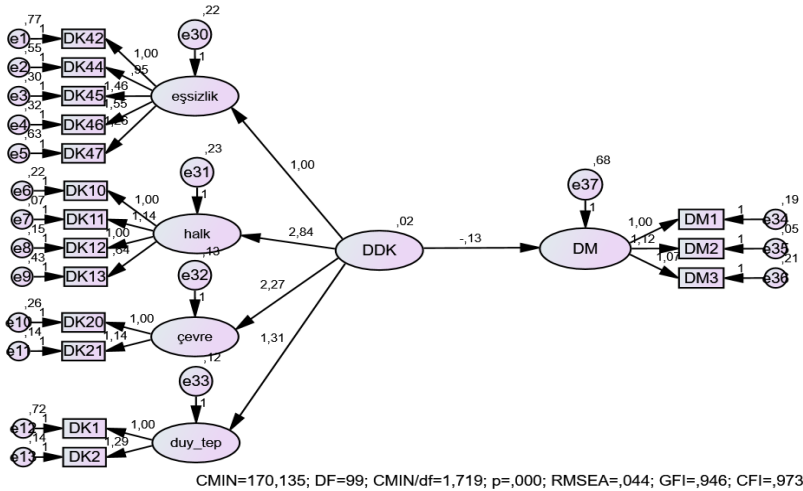 ,77
e1 1 DK42
,55
e2 1 DK44
,30
e3 1 DK45
,32
e4 1 DK46
,63
e5 1 DK47
1,00
,95
1,46
1,55
,22
e30
1
eşsizlik
,22
e6 1 DK10
,07
e7 1 DK11
,15
e8 1 DK12
,43
e9 1 DK13
1,00
1,14
1,00
,64
,23
e31
1
halk
,26
e10 1 DK20
,14
e11 1 DK21
1,00
1,14
,13
e32
1
çevre
,72
e12 1 DK1
,14
e13 1 DK2
1,00
1,29
,12
e33
1
duy_tep
1,00
2,84
2,27
1,31
,02
DDK
-,13
,68
e37
1
DM
1,00
1,12
1,07
DM1 1 e34
,19
DM2 1 e35
,05
DM3 1 e36
,21
CMIN=170,135; DF=99; CMIN/df=1,719; p=,000; RMSEA=,044; GFI=,946; CFI=,973